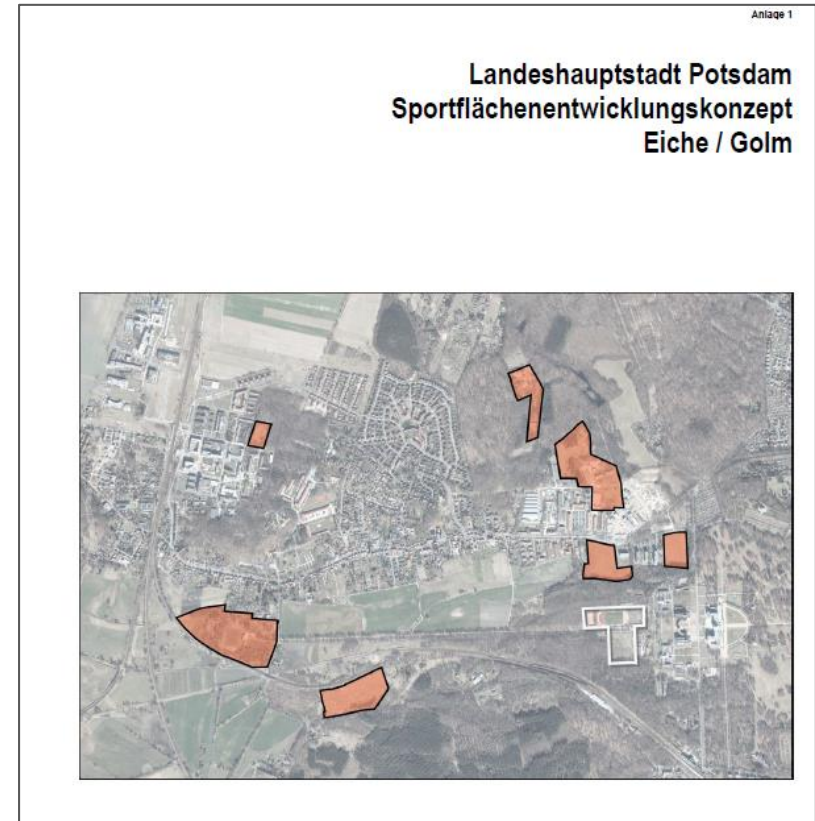 Anlage 1
Landeshauptstadt Potsdam
Sportflächenentwicklungskonzept
Eiche / Golm